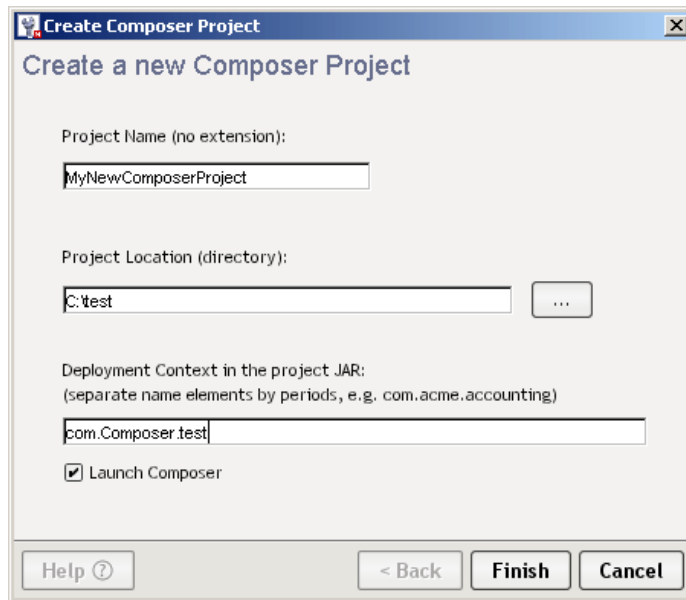 Create Composer Project
Create a new Composer Project
Project Name (no extension):
MyNewComposerProject
Project Location (directory):
C:\test
...
Deployment Context in the project JAR:
(separate name elements by periods, e.g. com.acme.accounting)
com.Composer.test
Launch Composer
Help ?
< Back
Finish
Cancel